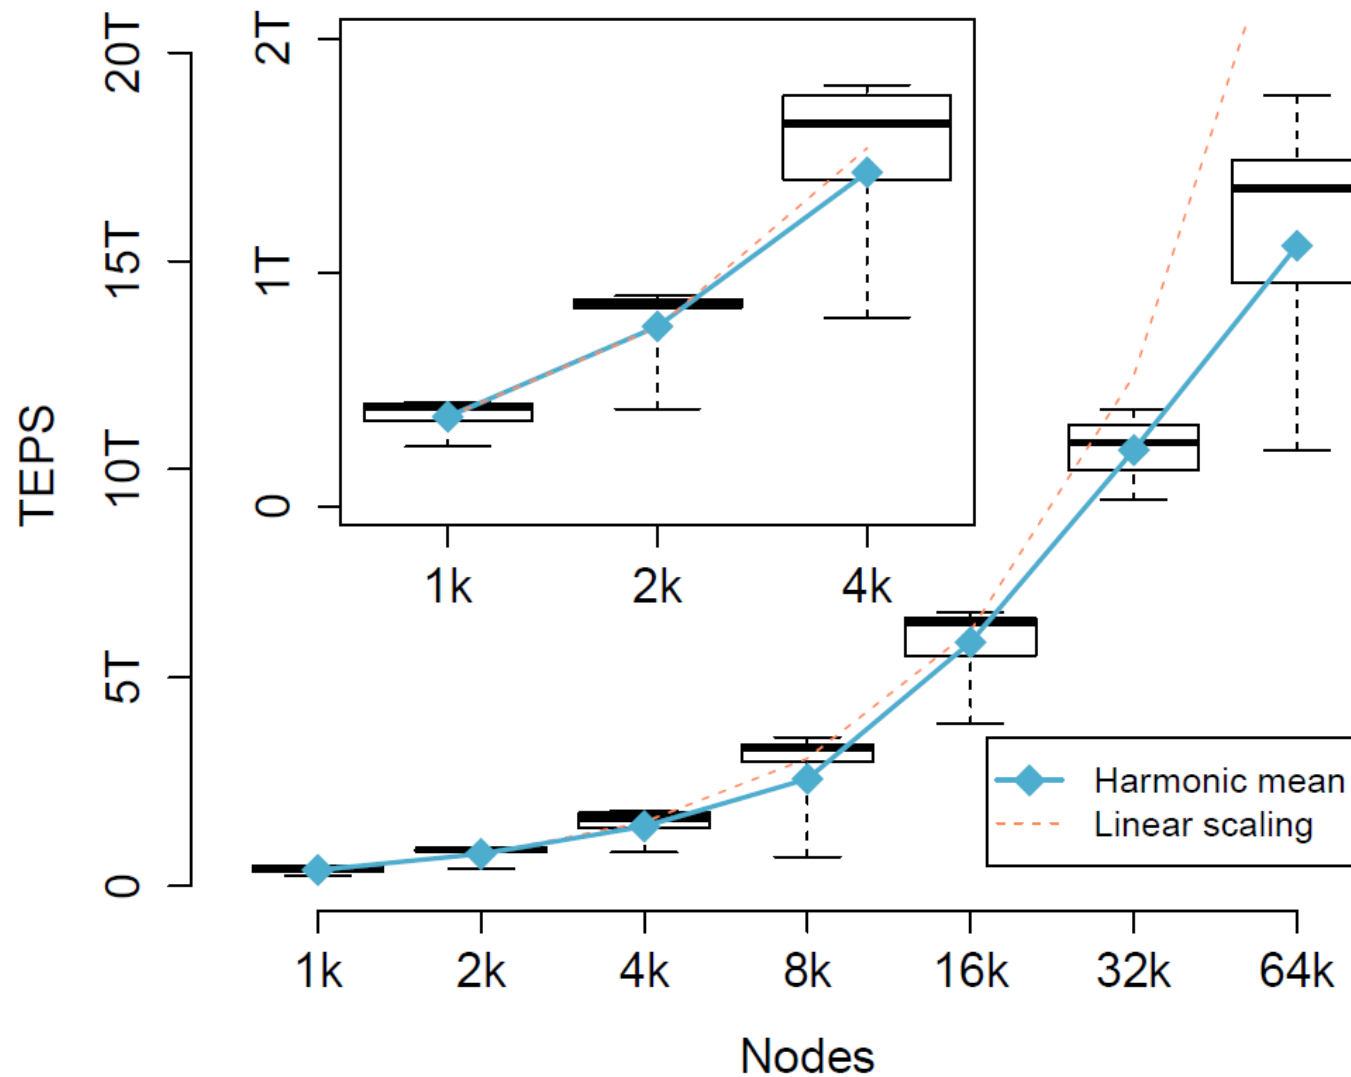 TEPS
20T
15T
10T
5T
0
2T
1T
0
1k
2k
4k
Harmonic mean
Linear scaling
1k
2k
4k
8k
16k
32k
64k
Nodes